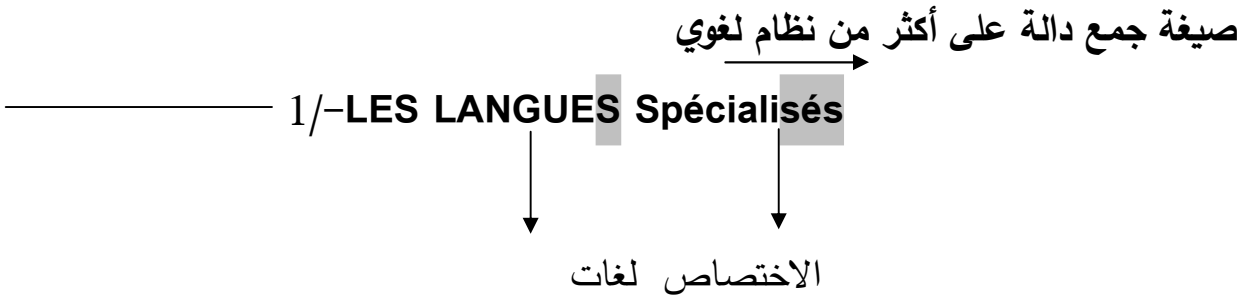 صيغة جمع دالة على أكثر من نظام لغوي
1/-LES LANGUES Spécialisés
الاختصاص لغات